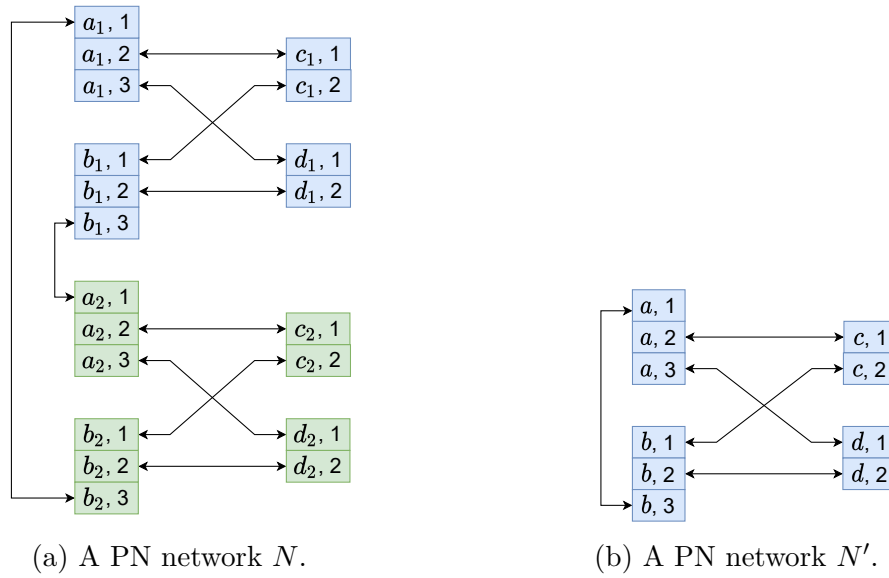 a₁, 1
a₁, 2
a₁, 3
c₁, 1
c₁, 2
b₁, 1
b₁, 2
b₁, 3
d₁, 1
d₁, 2
a₂, 1
a₂, 2
a₂, 3
c₂, 1
c₂, 2
b₂, 1
b₂, 2
b₂, 3
d₂, 1
d₂, 2
(a) A PN network N.
a, 1
a, 2
a, 3
c, 1
c, 2
b, 1
b, 2
b, 3
d, 1
d, 2
(b) A PN network N′.